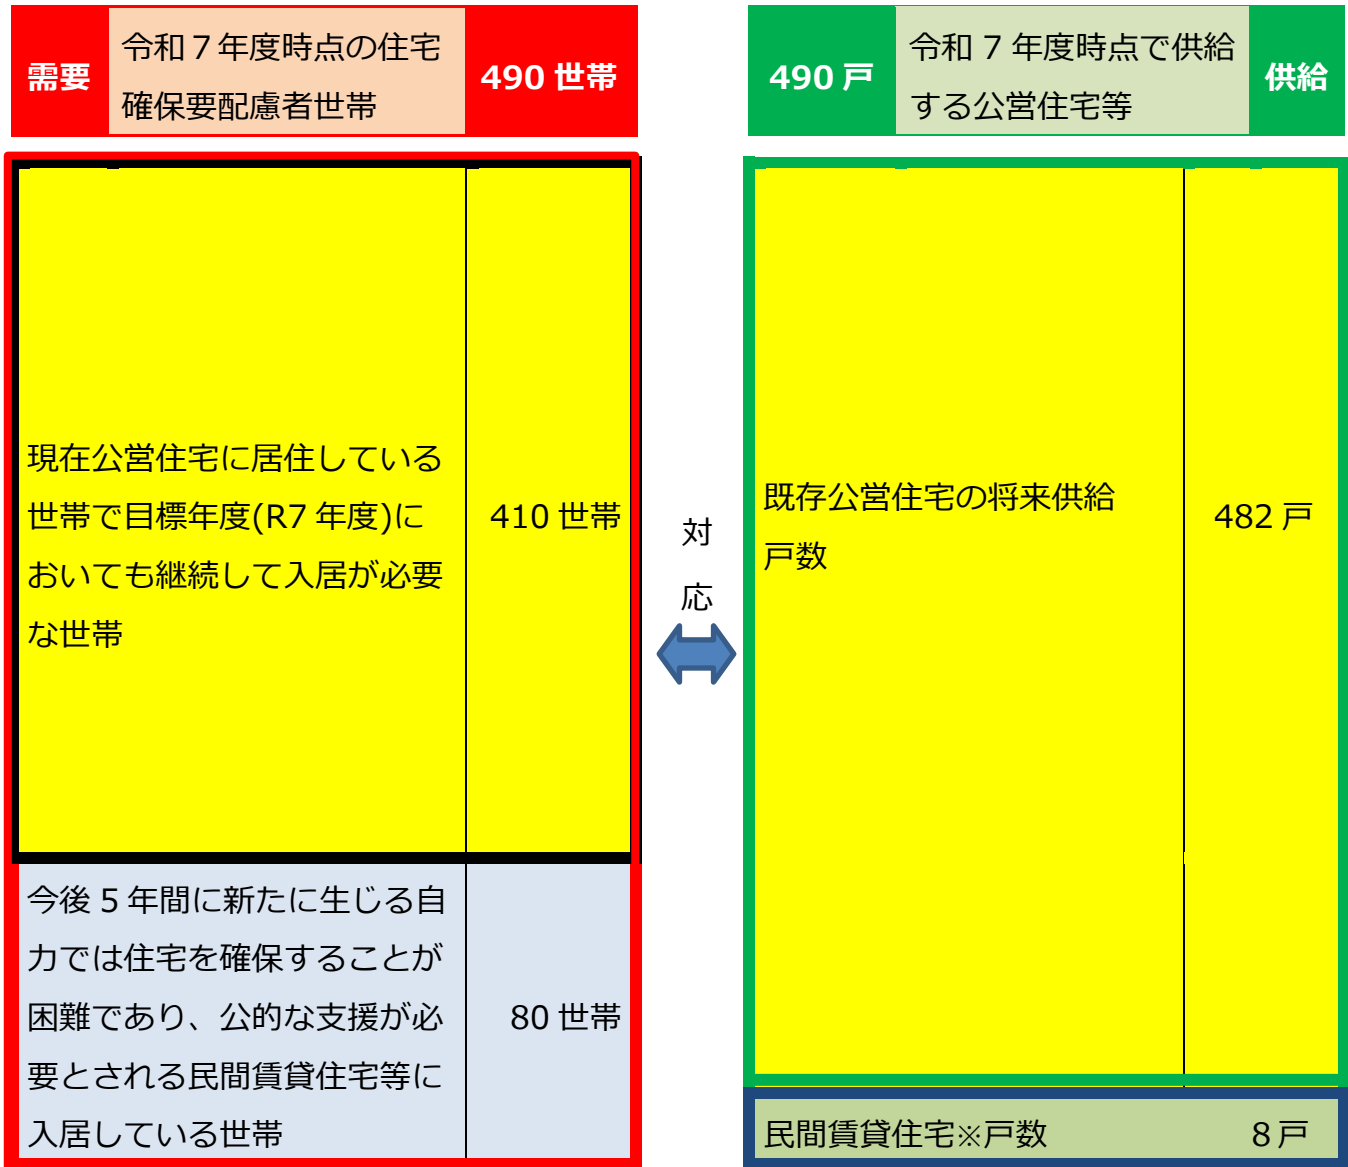 需要
令和７年度時点の住宅
確保要配慮者世帯
490 世帯
490 戸
令和 7 年度時点で供給
する公営住宅等
供給
現在公営住宅に居住している
世帯で目標年度(R7 年度)に
おいても継続して入居が必要
な世帯
410 世帯
今後 5 年間に新たに生じる自
力では住宅を確保することが
困難であり、公的な支援が必
要とされる民間賃貸住宅等に
入居している世帯
80 世帯
対
応
既存公営住宅の将来供給
戸数
482 戸
民間賃貸住宅※戸数
８戸